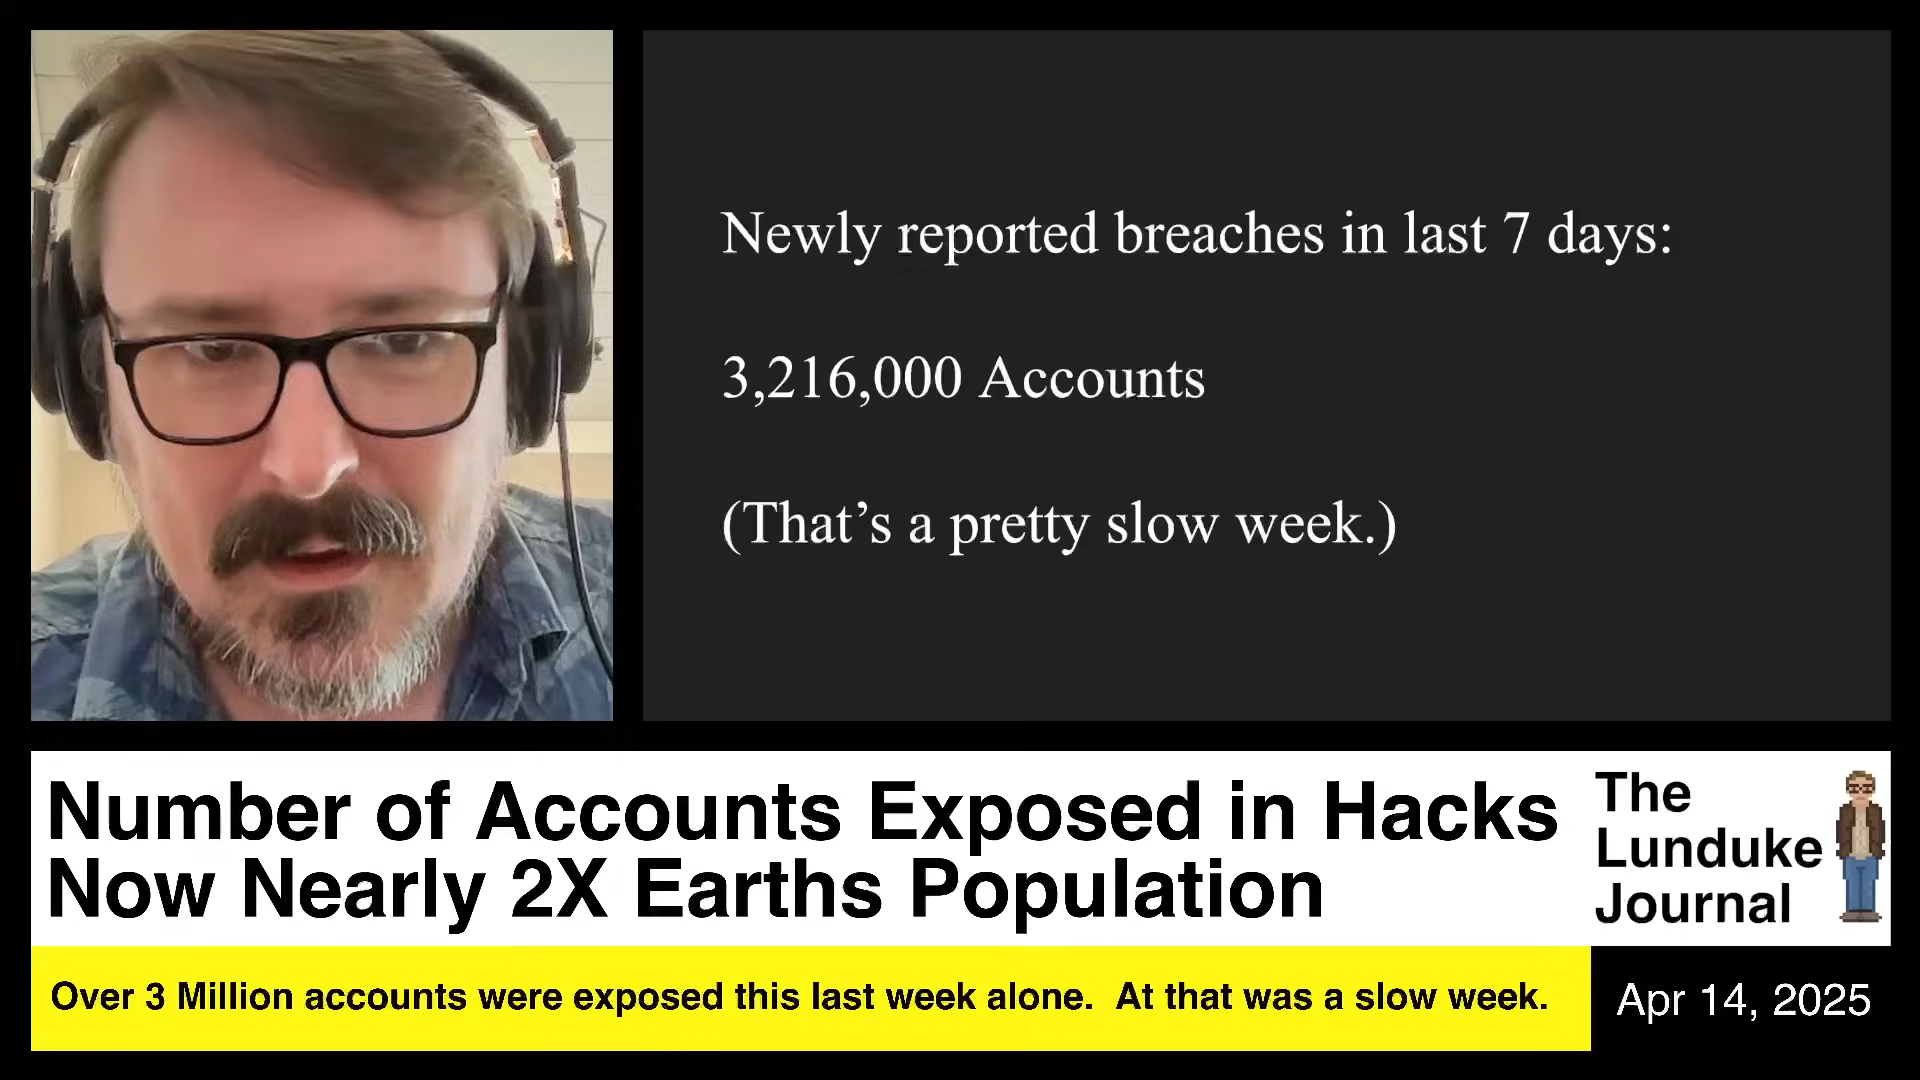 Newly reported breaches in last 7 days:
3,216,000 Accounts
(That’s a pretty slow week.)
Number of Accounts Exposed in Hacks
Now Nearly 2X Earths Population
The
Lunduke
Journal
Over 3 Million accounts were exposed this last week alone.  At that was a slow week.
Apr 14, 2025